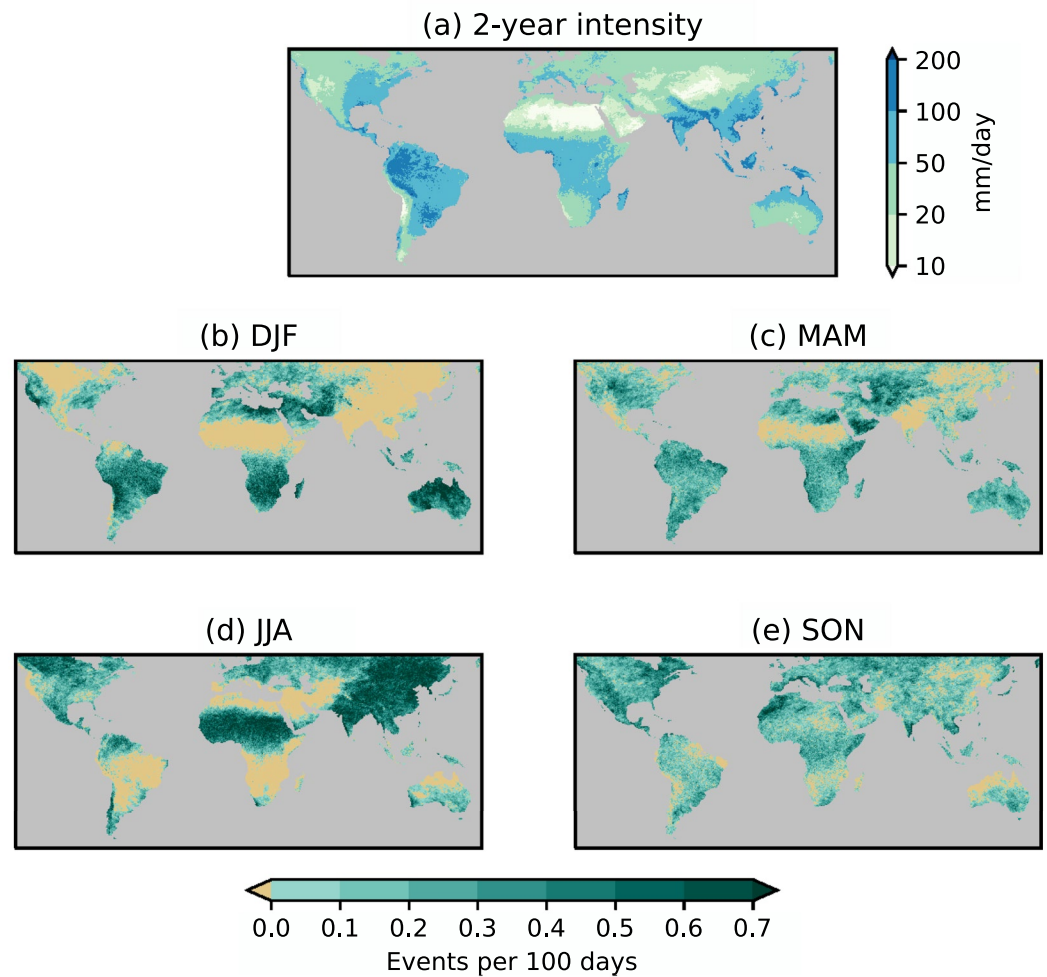 (a) 2-year intensity
200
100
50
20
10
mm/day
(b) DJF
(c) MAM
(d) JJA
(e) SON
0.0 0.1 0.2 0.3 0.4 0.5 0.6 0.7
Events per 100 days